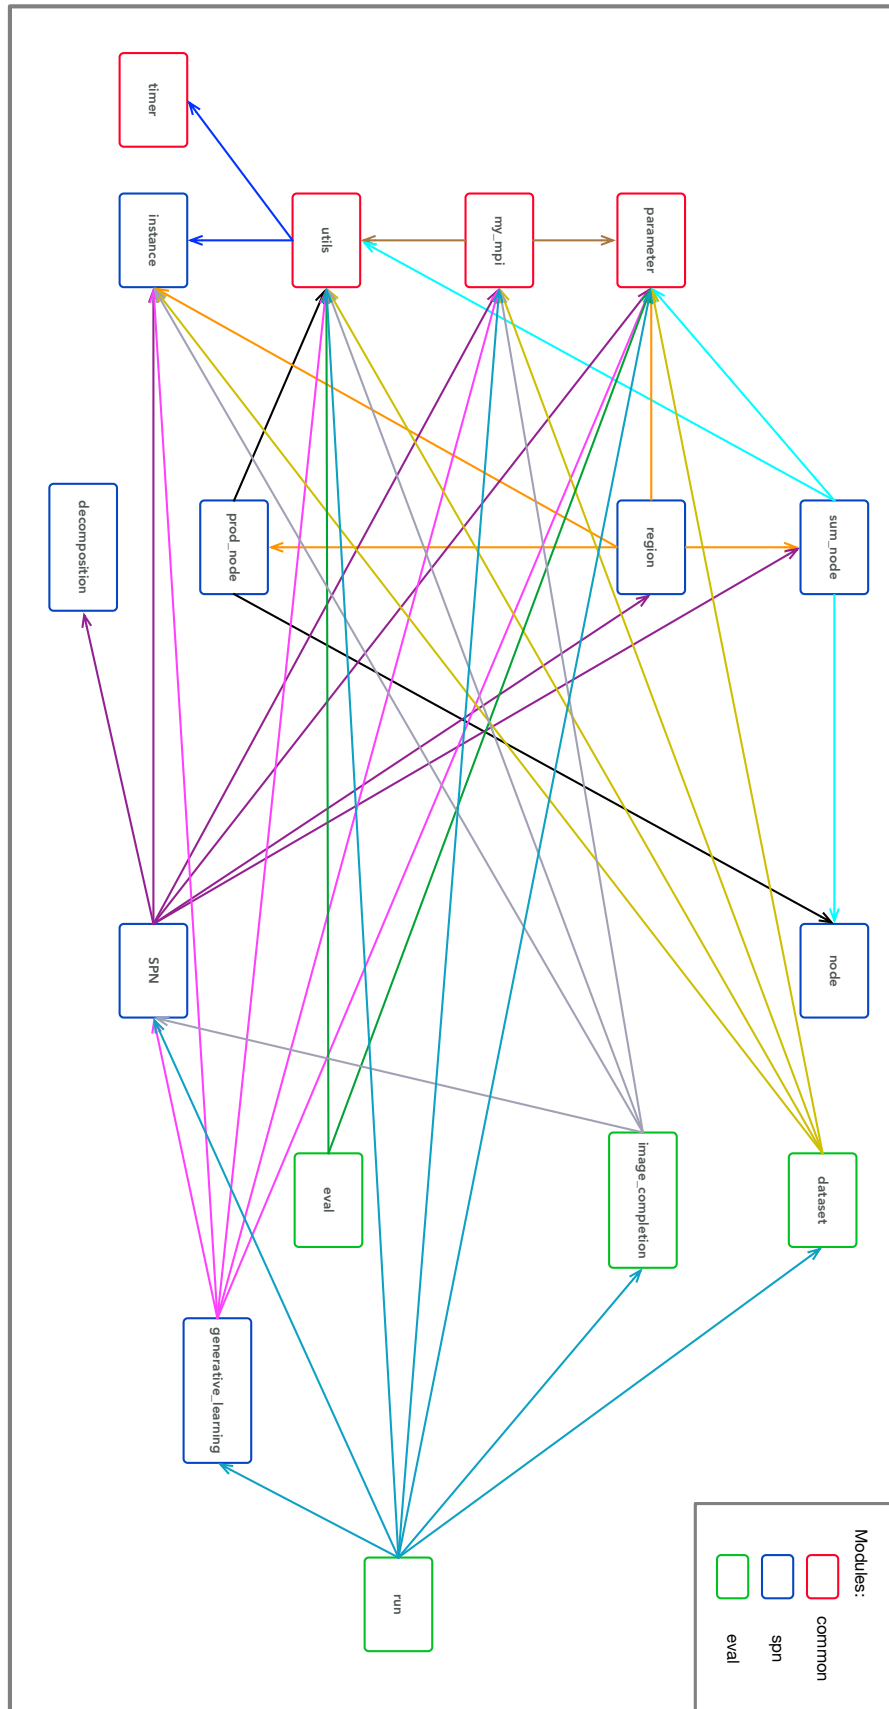 Modules:
common
spn
eval
sum_node
node
dataset
parameter
region
image_completion
my_mpi
run
utils
eval
prod_node
generative_learning
timer
instance
SPN
decomposition